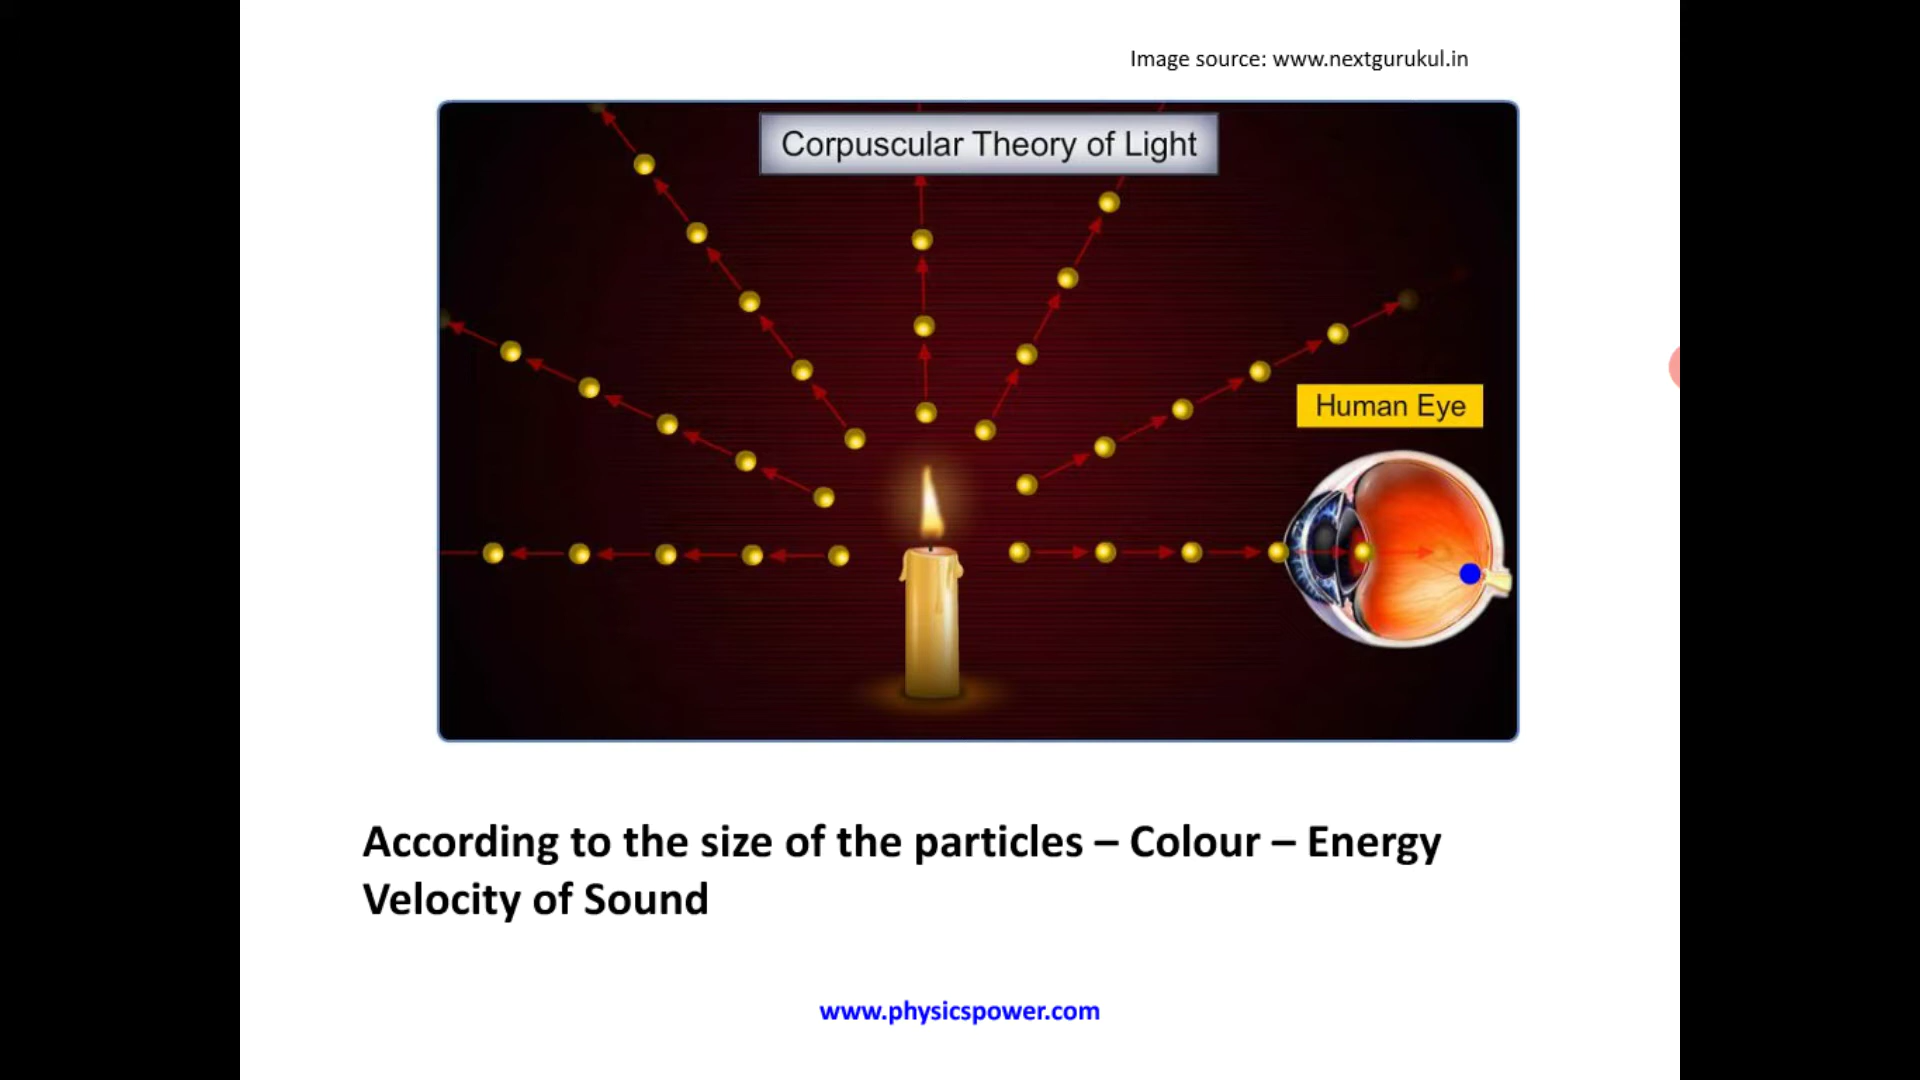 Image source: www.nextgurukul.in
Corpuscular Theory of Light
Human Eye
According to the size of the particles – Colour – Energy
Velocity of Sound
www.physicspower.com